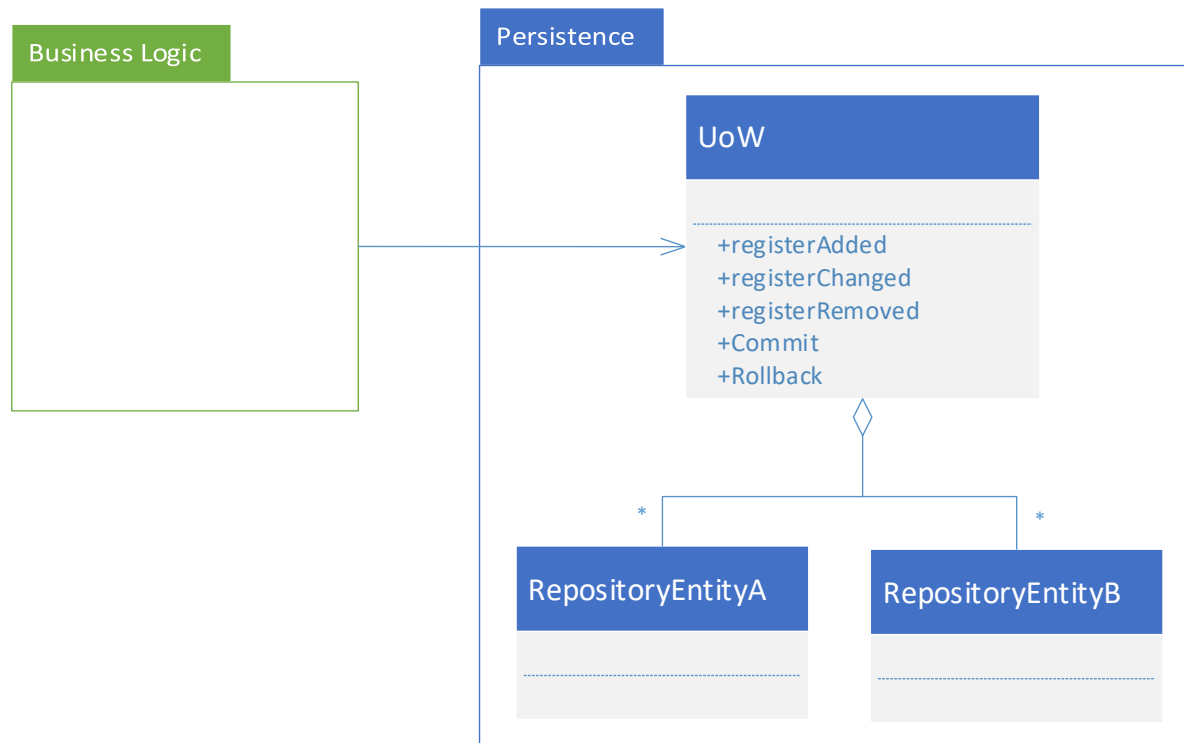 Business Logic
Persistence
UoW
+registerAdded
+registerChanged
+registerRemoved
+Commit
+Rollback
*
*
RepositoryEntityA
RepositoryEntityB